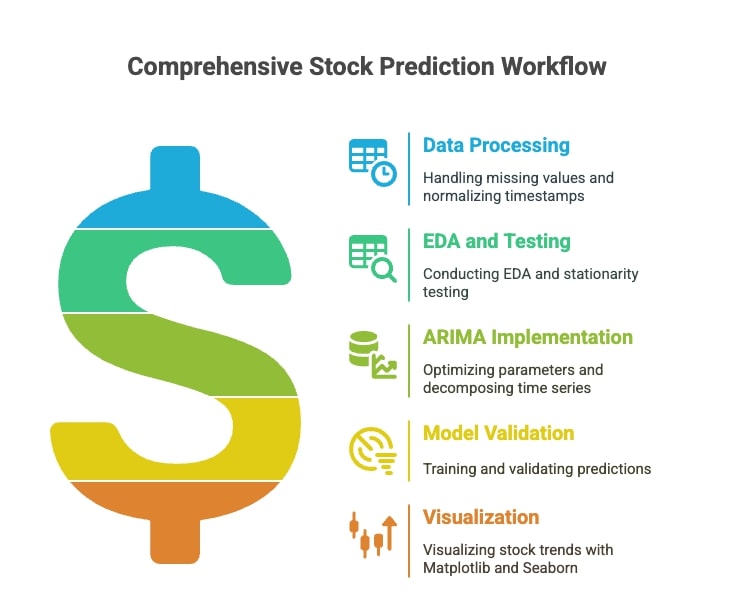 Comprehensive Stock Prediction Workflow
Data Processing
Handling missing values and
normalizing timestamps
EDA and Testing
Conducting EDA and stationarity
testing
ARIMA Implementation
Optimizing parameters and
decomposing time series
Model Validation
Training and validating predictions
Visualization
Visualizing stock trends with
Matplotlib and Seaborn